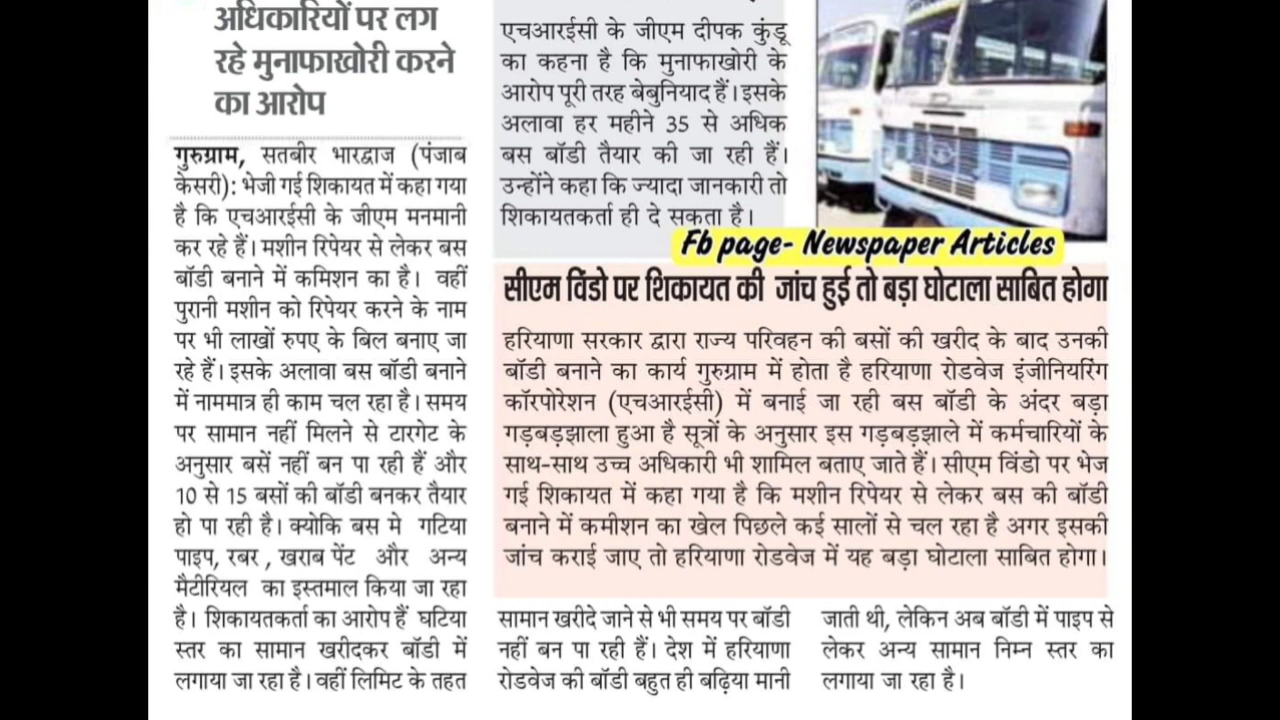 अधिकारियों पर लग
रहे मुनाफाखोरी करने
का आरोप
गुरुग्राम, सतबीर भारद्वाज (पंजाब
केसरी): भेजी गई शिकायत में कहा गया
है कि एचआरईसी के जीएम मनमानी
कर रहे हैं। मशीन रिपेयर से लेकर बस
बॉडी बनाने में कमिशन का है। वहीं
पुरानी मशीन को रिपेयर करने के नाम
पर भी लाखों रुपए के बिल बनाए जा
रहे हैं। इसके अलावा बस बॉडी बनाने
में नाममात्र ही काम चल रहा है। समय
पर सामान नहीं मिलने से टारगेट के
अनुसार बसें नहीं बन पा रही हैं और
10 से 15 बसों की बॉडी बनकर तैयार
हो पा रही है। क्योकि बस मे गटिया
पाइप, रबर , खराब पेंट और अन्य
मैटीरियल का इस्तमाल किया जा रहा
है। शिकायतकर्ता का आरोप हैं घटिया
स्तर का सामान खरीदकर बॉडी में
लगाया जा रहा है। वहीं लिमिट के तहत
एचआरईसी के जीएम दीपक कुंडू
का कहना है कि मुनाफाखोरी के
आरोप पूरी तरह बेबुनियाद हैं। इसके
अलावा हर महीने 35 से अधिक
बस बॉडी तैयार की जा रही हैं।
उन्होंने कहा कि ज्यादा जानकारी तो
शिकायतकर्ता ही दे सकता है।
Fb page- Newspaper Articles
सीएम विंडो पर शिकायत की जांच हुई तो बड़ा घोटाला साबित होगा
हरियाणा सरकार द्वारा राज्य परिवहन की बसों की खरीद के बाद उनकी
बॉडी बनाने का कार्य गुरुग्राम में होता है हरियाणा रोडवेज इंजीनियरिंग
कॉरपोरेशन (एचआरईसी) में बनाई जा रही बस बॉडी के अंदर बड़ा
गड़बड़झाला हुआ है सूत्रों के अनुसार इस गड़बड़झाले में कर्मचारियों के
साथ-साथ उच्च अधिकारी भी शामिल बताए जाते हैं। सीएम विंडो पर भेज
गई शिकायत में कहा गया है कि मशीन रिपेयर से लेकर बस की बॉडी
बनाने में कमीशन का खेल पिछले कई सालों से चल रहा है अगर इसकी
जांच कराई जाए तो हरियाणा रोडवेज में यह बड़ा घोटाला साबित होगा।
सामान खरीदे जाने से भी समय पर बॉडी
नहीं बन पा रही हैं। देश में हरियाणा
रोडवेज की बॉडी बहुत ही बढ़िया मानी
जाती थी, लेकिन अब बॉडी में पाइप से
लेकर अन्य सामान निम्न स्तर का
लगाया जा रहा है।